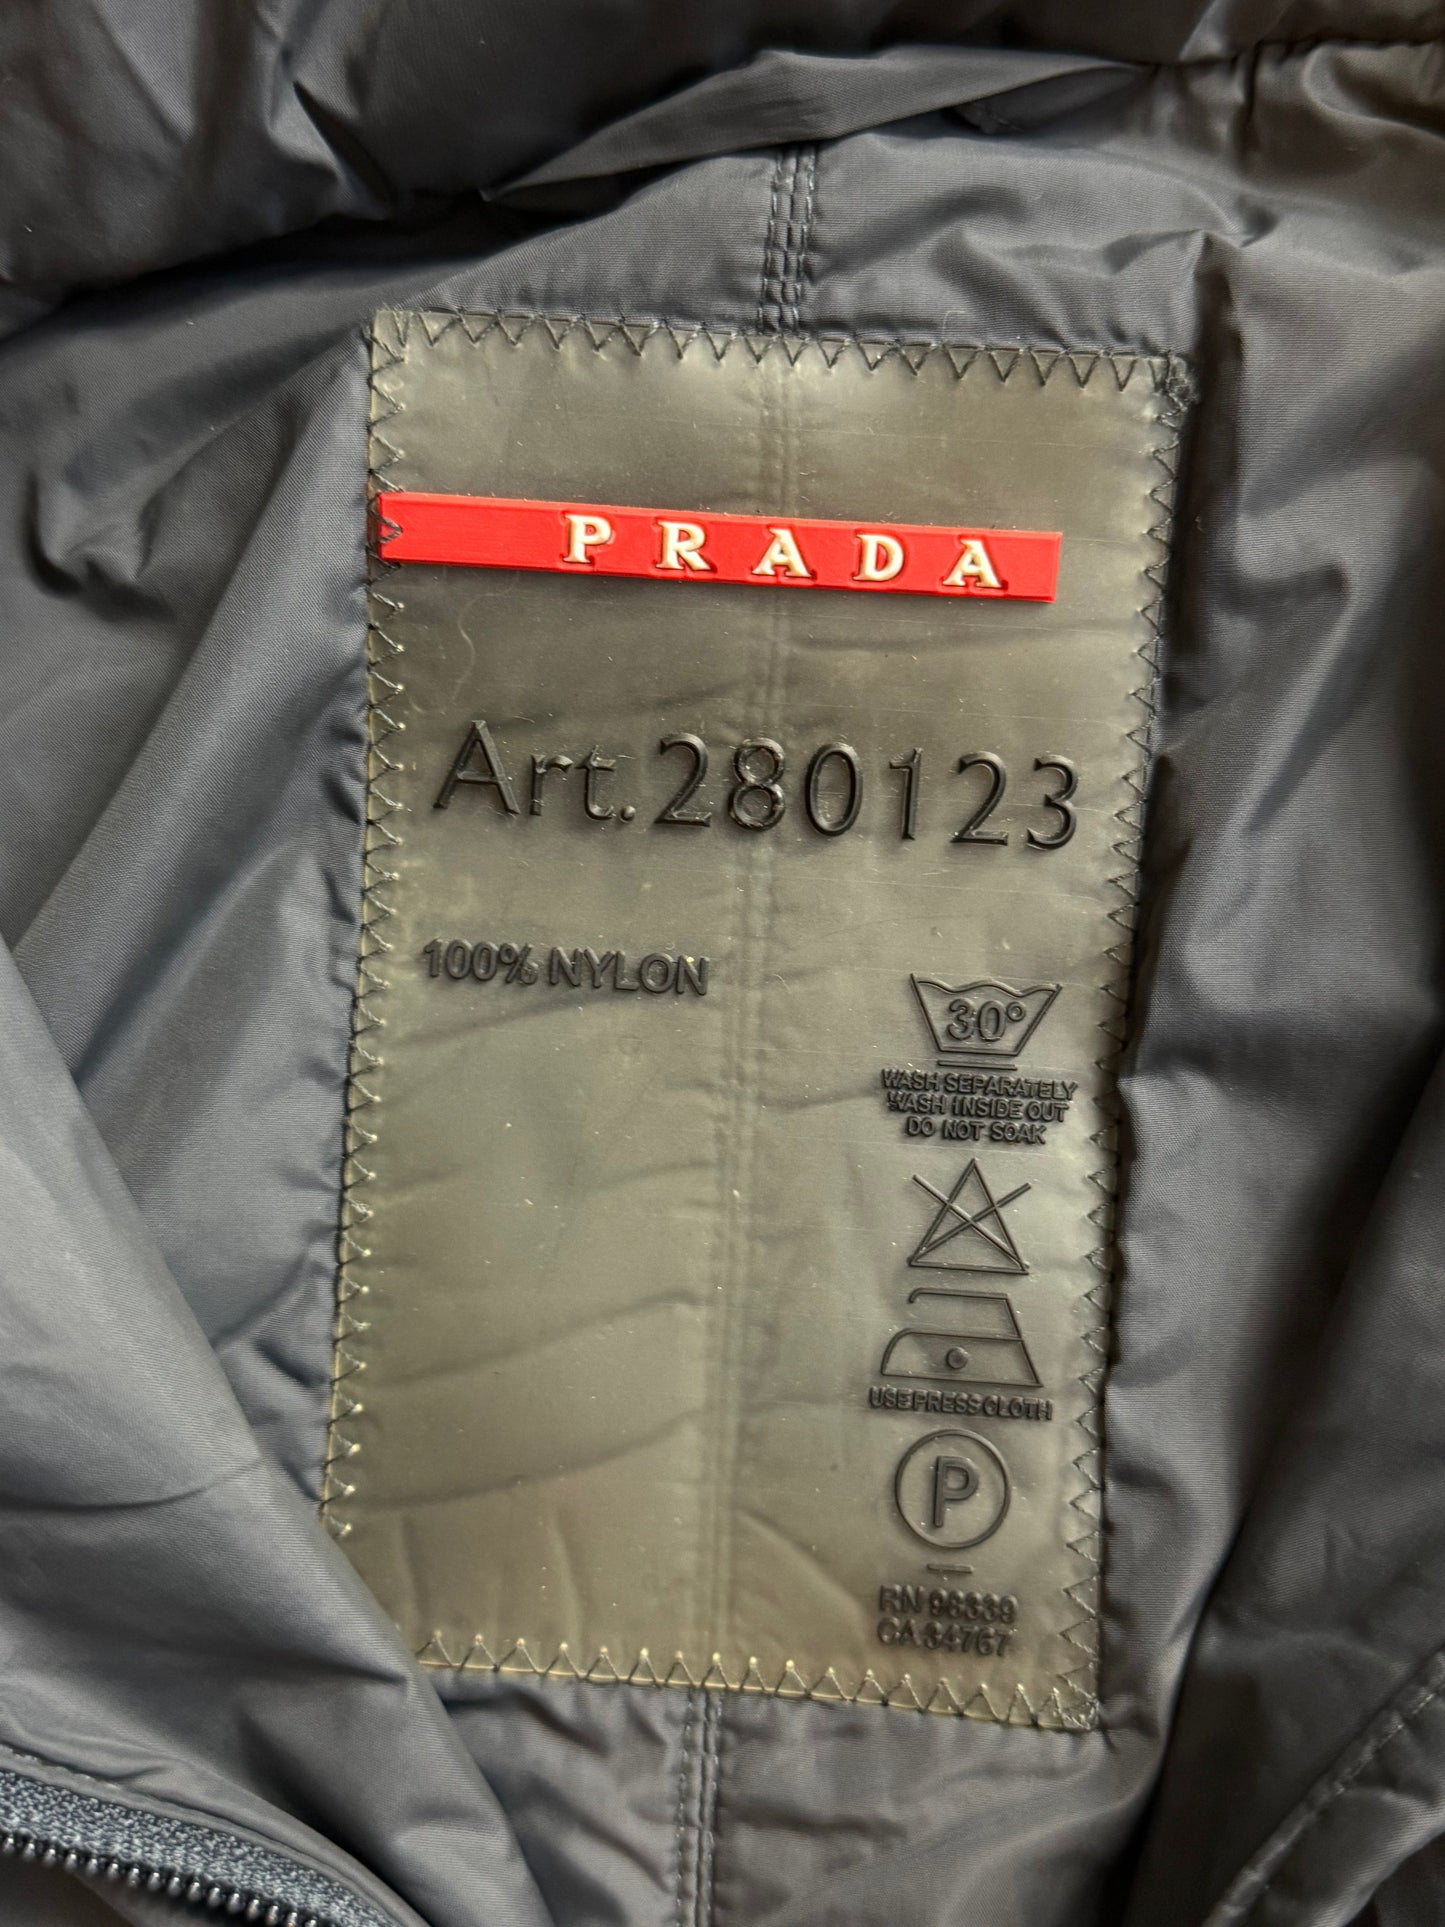 PRADA
Art. 280123
100% NYLON
30°
WASH SEPARATELY
WASH INSIDE OUT
DO NOT SOAK
USE PRESS CLOTH
P
RN 98339
CA 34767